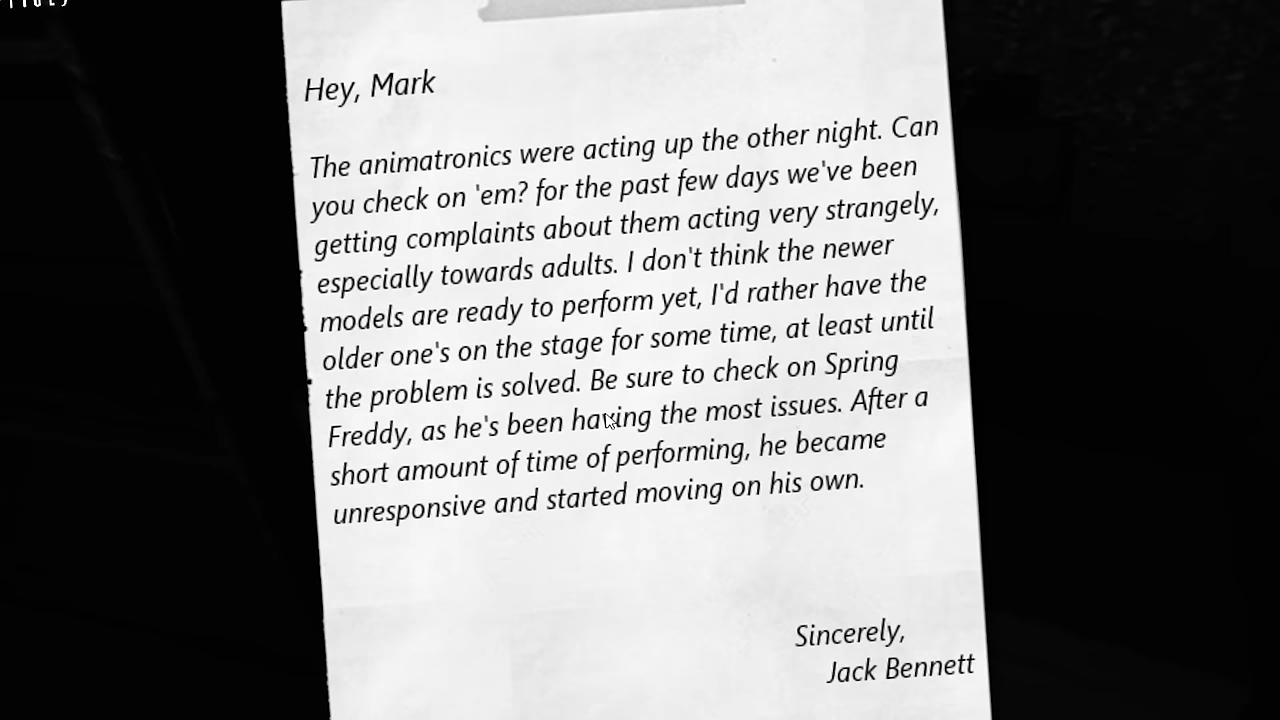 Hey, Mark
The animatronics were acting up the other night. Can
you check on 'em? for the past few days we've been
getting complaints about them acting very strangely,
especially towards adults. I don't think the newer
models are ready to perform yet, I'd rather have the
older one's on the stage for some time, at least until
the problem is solved. Be sure to check on Spring
Freddy, as he's been having the most issues. After a
short amount of time of performing, he became
unresponsive and started moving on his own.
Sincerely,
Jack Bennett